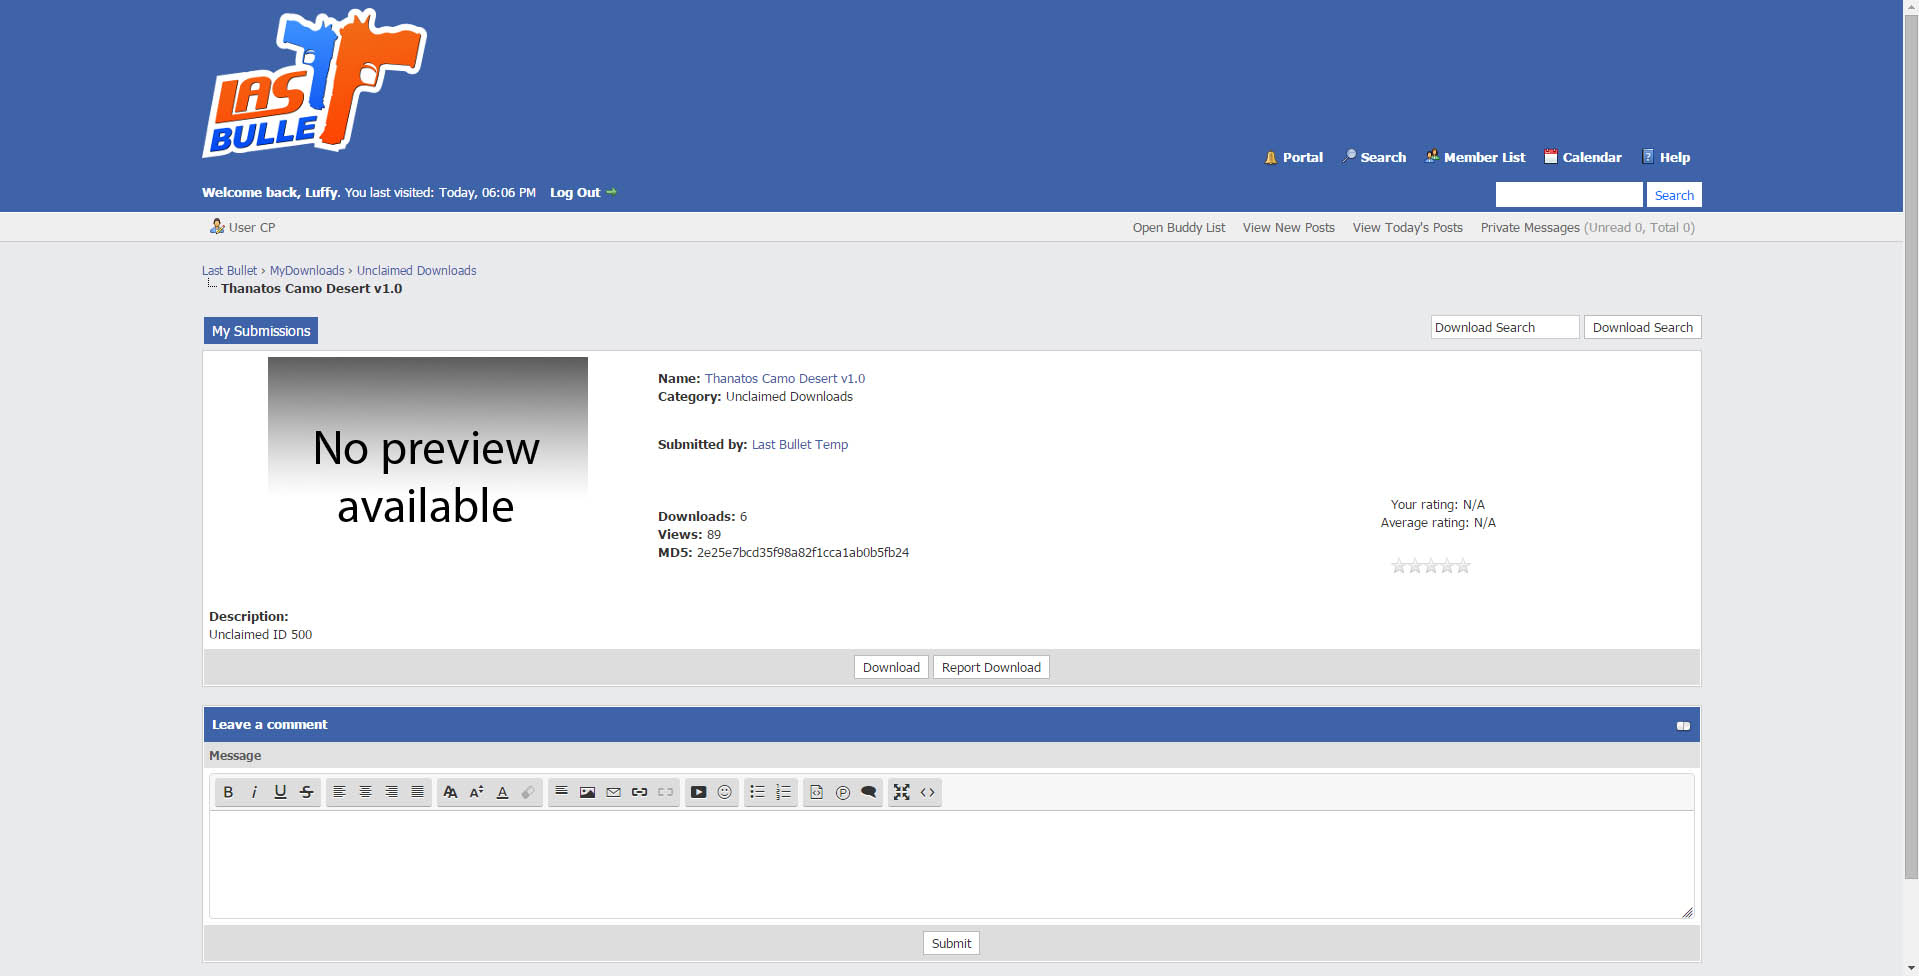 LAST
BULLE
Portal Search Member List Calendar Help
Welcome back, Luffy. You last visited: Today, 06:06 PM Log Out
Search
User CP
Open Buddy List View New Posts View Today's Posts Private Messages (Unread 0, Total 0)
Last Bullet › MyDownloads › Unclaimed Downloads
Thanatos Camo Desert v1.0
My Submissions
Download Search Download Search
No preview
available
Name: Thanatos Camo Desert v1.0
Category: Unclaimed Downloads
Submitted by: Last Bullet Temp
Downloads: 6
Views: 89
MD5: 2e25e7bcd35f98a82f1cca1ab0b5fb24
Your rating: N/A
Average rating: N/A
Description:
Unclaimed ID 500
Download Report Download
Leave a comment
Message
Submit